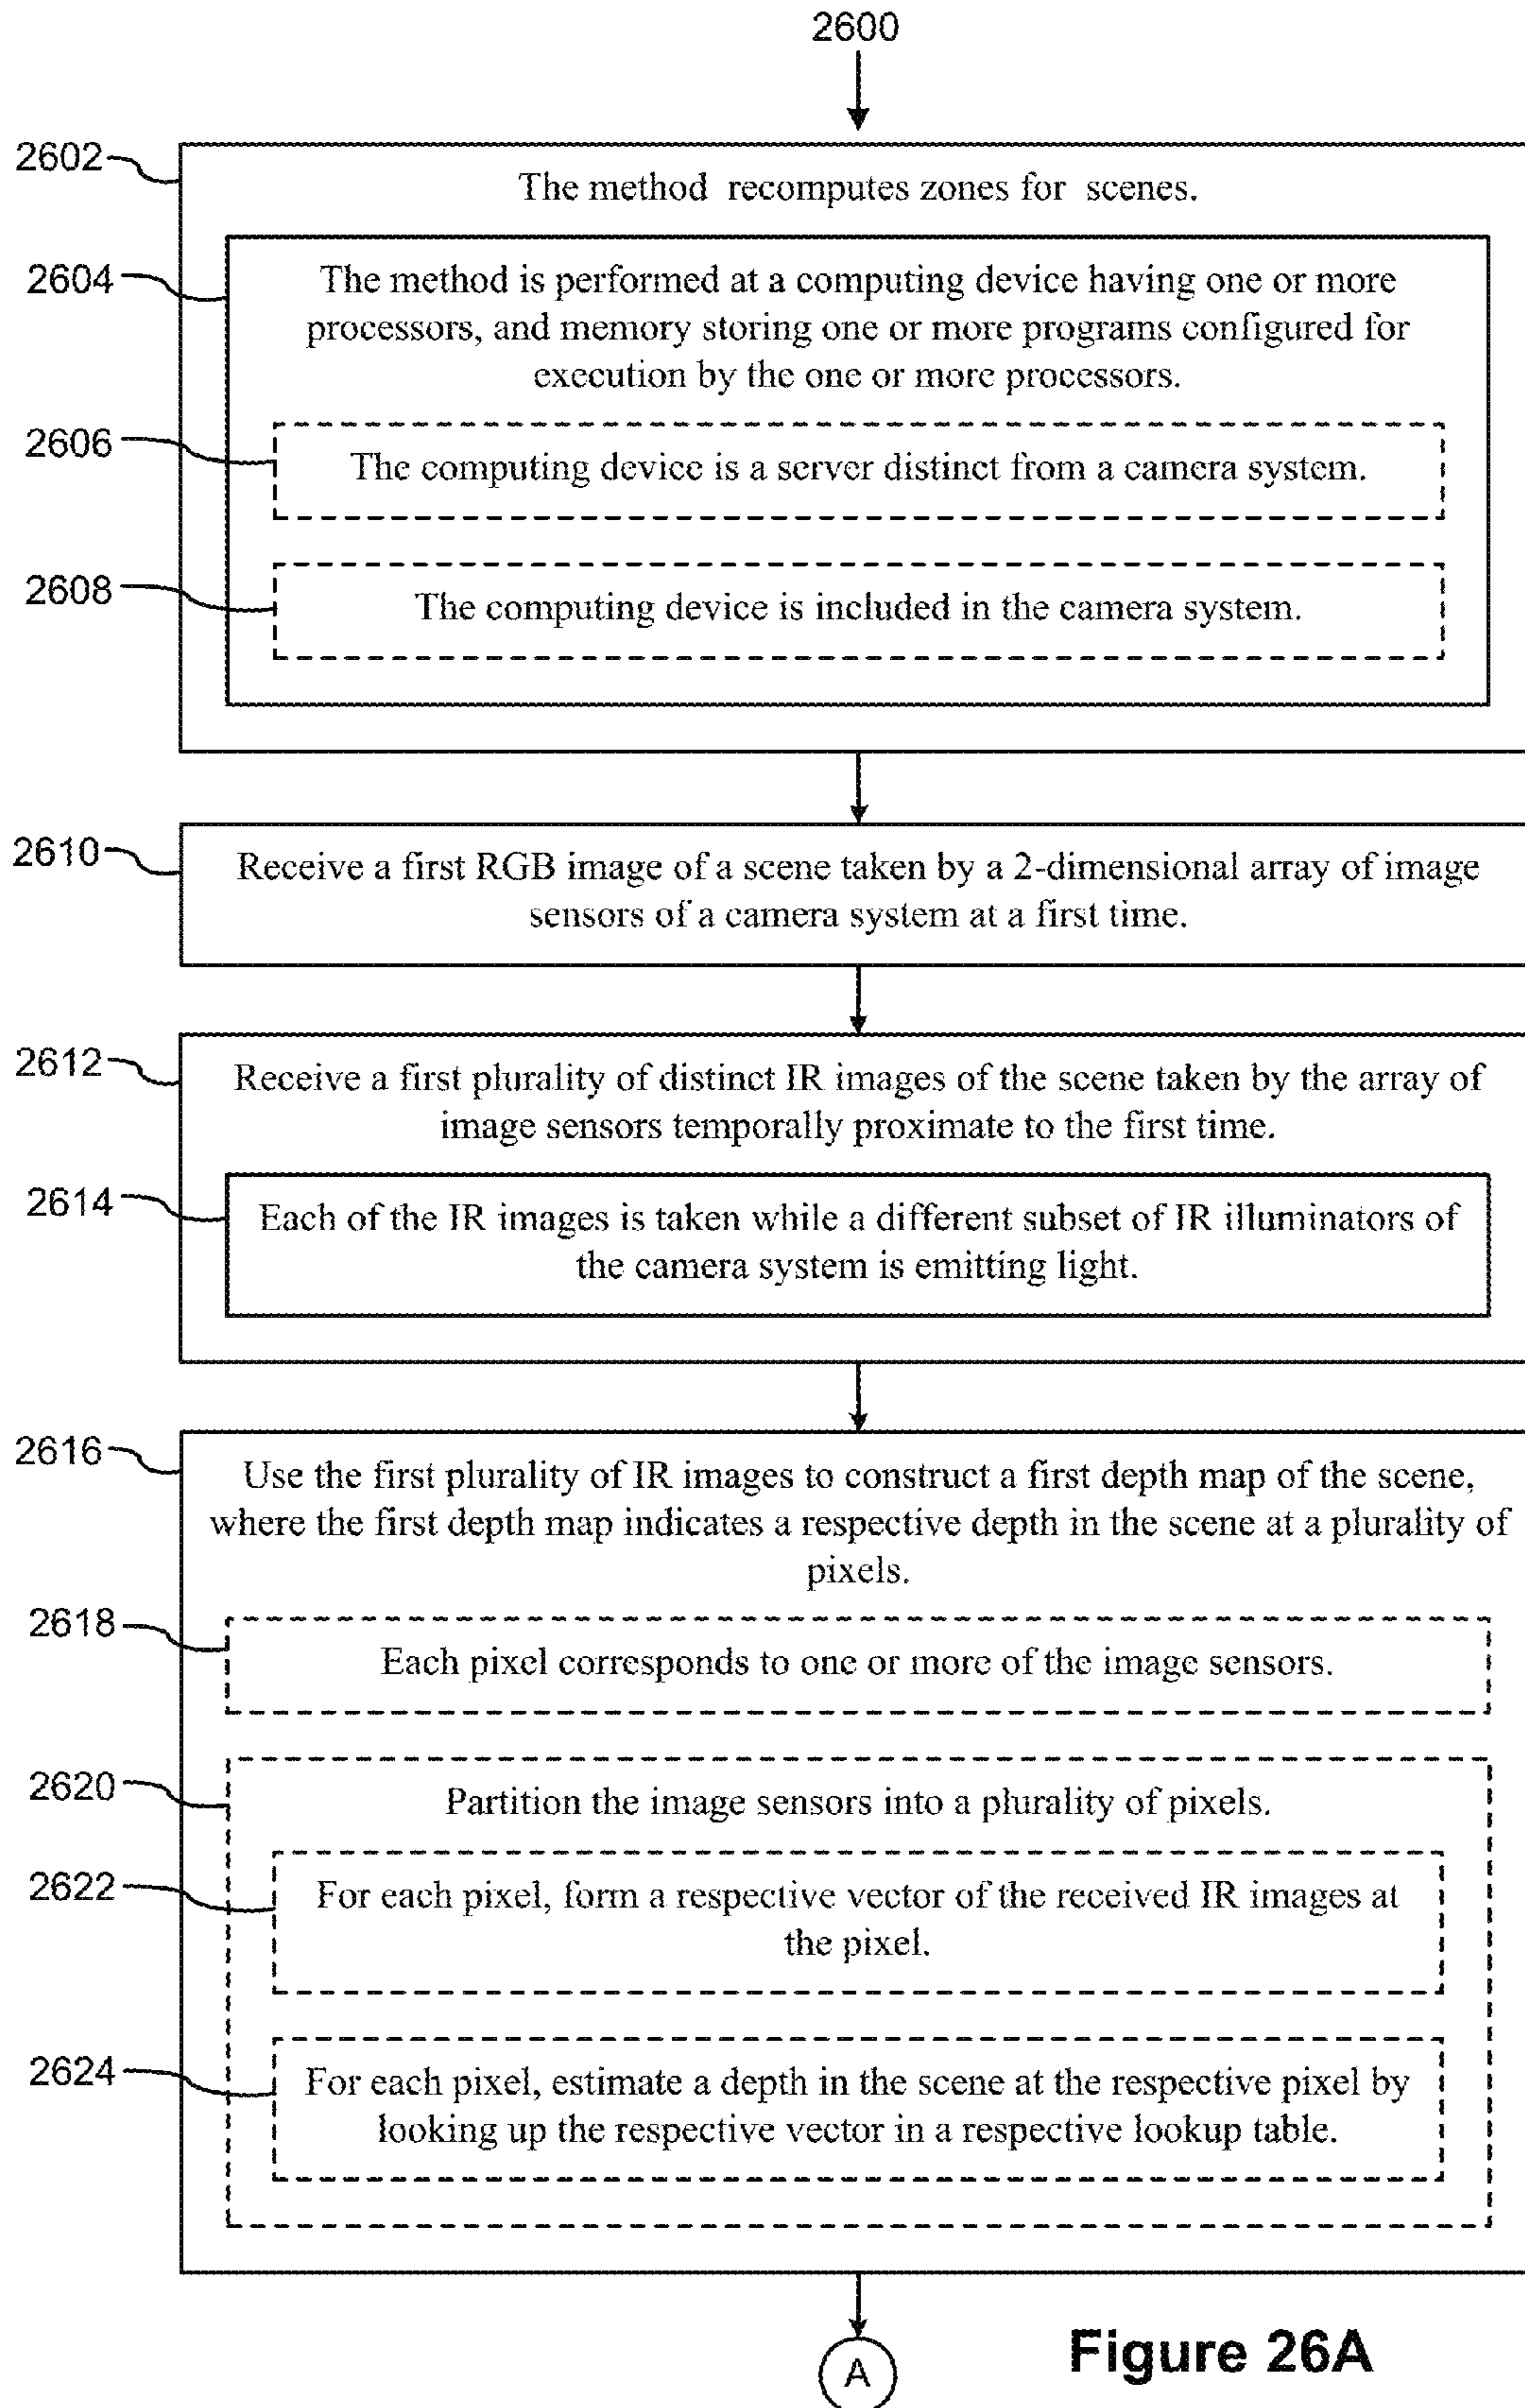 2600
2602
The method recomputes zones for scenes.
2604
The method is performed at a computing device having one or more
processors, and memory storing one or more programs configured for
execution by the one or more processors.
2606
The computing device is a server distinct from a camera system.
2608
The computing device is included in the camera system.
2610
Receive a first RGB image of a scene taken by a 2-dimensional array of image
sensors of a camera system at a first time.
2612
Receive a first plurality of distinct IR images of the scene taken by the array of
image sensors temporally proximate to the first time.
2614
Each of the IR images is taken while a different subset of IR illuminators of
the camera system is emitting light.
2616
Use the first plurality of IR images to construct a first depth map of the scene,
where the first depth map indicates a respective depth in the scene at a plurality of
pixels.
2618
Each pixel corresponds to one or more of the image sensors.
2620
Partition the image sensors into a plurality of pixels.
2622
For each pixel, form a respective vector of the received IR images at
the pixel.
2624
For each pixel, estimate a depth in the scene at the respective pixel by
looking up the respective vector in a respective lookup table.
A
Figure 26A